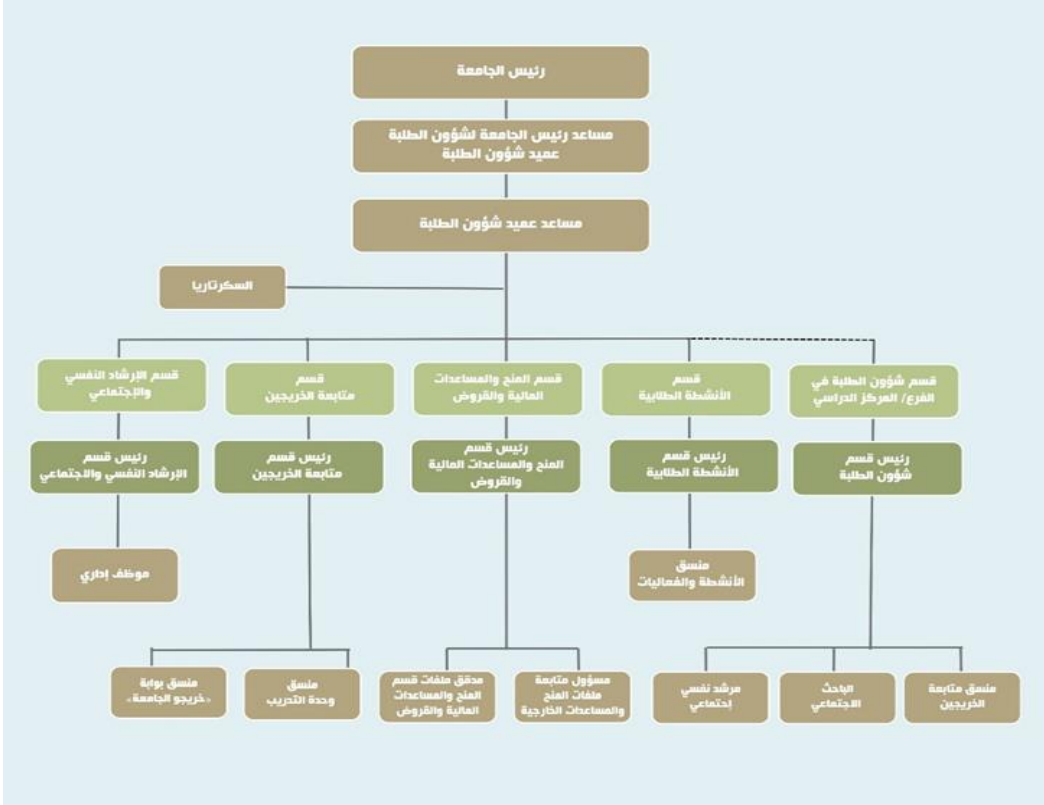 رئيس الجامعة
مساعد رئيس الجامعة لشؤون الطلبة
عميد شؤون الطلبة
مساعد عميد شؤون الطلبة
السكرتاريا
قسم شؤون الطلبة في
الفرع/ المركز الدراسي
قسم
الأنشطة الطلابية
قسم المنح والمساعدات
المالية والقروض
قسم
متابعة الخريجين
قسم الإرشاد النفسي
والإجتماعي
رئيس قسم
شؤون الطلبة
رئيس قسم
الأنشطة الطلابية
رئيس قسم
المنح والمساعدات المالية
والقروض
رئيس قسم
متابعة الخريجين
رئيس قسم
الإرشاد النفسي والاجتماعي
منسق
الأنشطة والفعاليات
موظف إداري
منسق متابعة
الخريجين
الباحث
الاجتماعي
مرشد نفسي
إجتماعي
مسؤول متابعة
ملفات المنح
والمساعدات الخارجية
مدقق ملفات قسم
المنح والمساعدات
المالية والقروض
منسق
وحدة التدريب
منسق بوابة
«خريجو الجامعة»